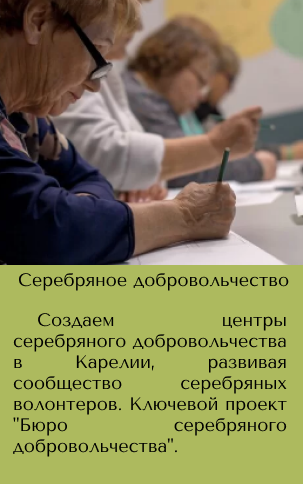 Серебряное добровольчество
Создаем центры
серебряного добровольчества
в Карелии, развивая
сообщество серебряных
волонтеров. Ключевой проект
"Бюро серебряного
добровольчества".